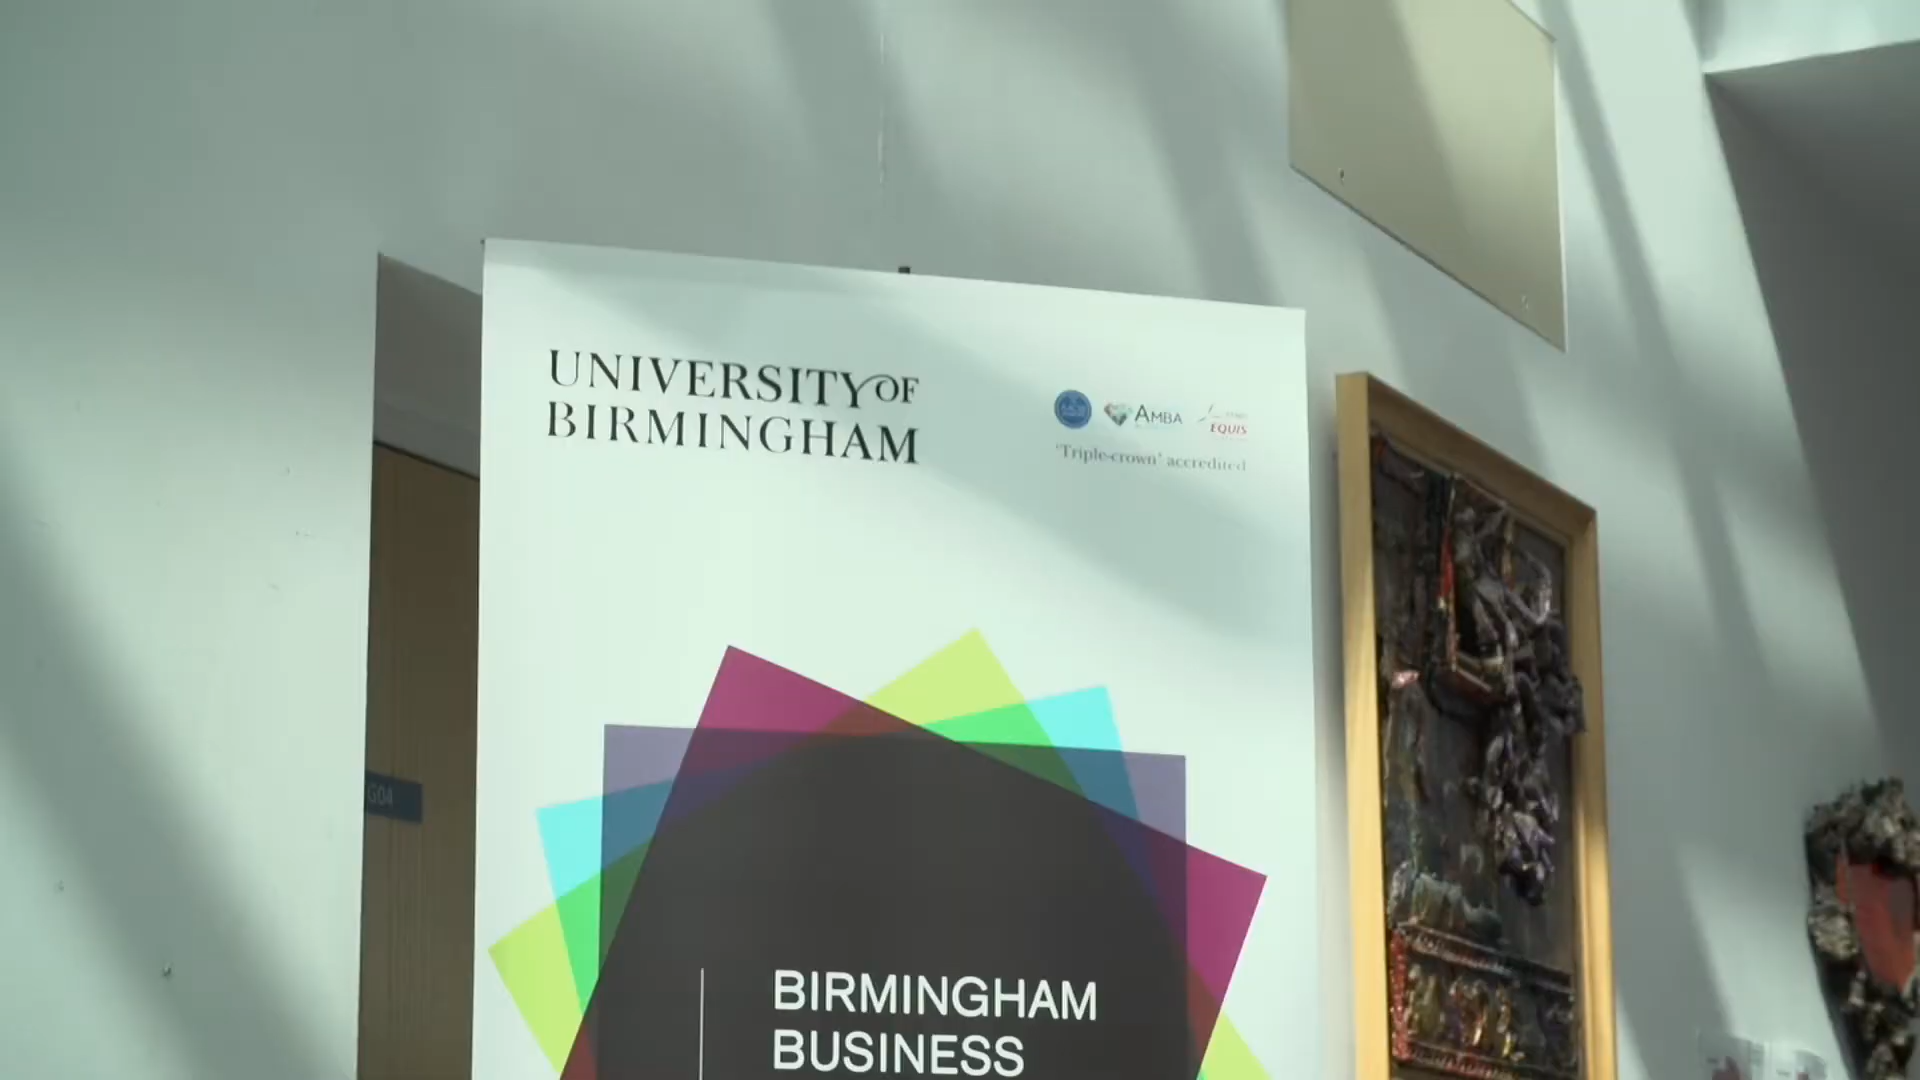 UNIVERSITY OF
BIRMINGHAM
AMBA
EQUIS
'Triple-crown' accredited
G04
BIRMINGHAM
BUSINESS